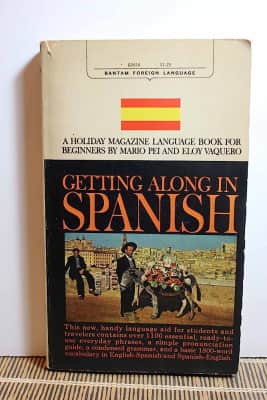 BANTAM FOREIGN LANGUAGE
A HOLIDAY MAGAZINE LANGUAGE BOOK FOR
BEGINNERS BY MARIO PEI AND ELOY VAQUERO
GETTING ALONG IN
SPANISH
This new, handy language aid for students and
travelers contains over 1100 essential, ready-to-
use everyday phrases, a simple pronunciation
guide, a condensed grammar, and a basic 1800-word
vocabulary in English-Spanish and Spanish-English